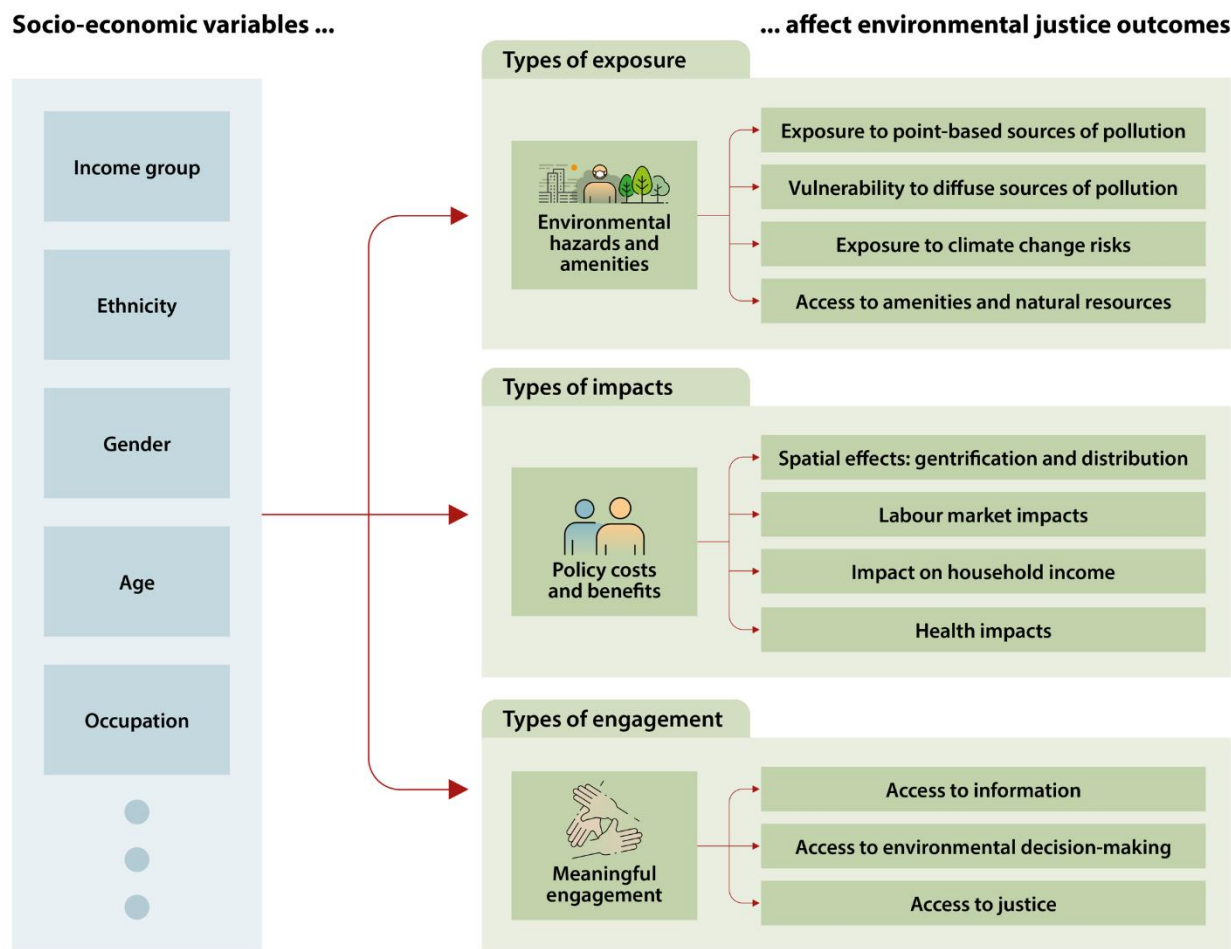 Socio-economic variables ...
... affect environmental justice outcomes
Income group
Ethnicity
Gender
Age
Occupation
Types of exposure
Environmental
hazards and
amenities
Exposure to point-based sources of pollution
Vulnerability to diffuse sources of pollution
Exposure to climate change risks
Access to amenities and natural resources
Types of impacts
Policy costs
and benefits
Spatial effects: gentrification and distribution
Labour market impacts
Impact on household income
Health impacts
Types of engagement
Meaningful
engagement
Access to information
Access to environmental decision-making
Access to justice